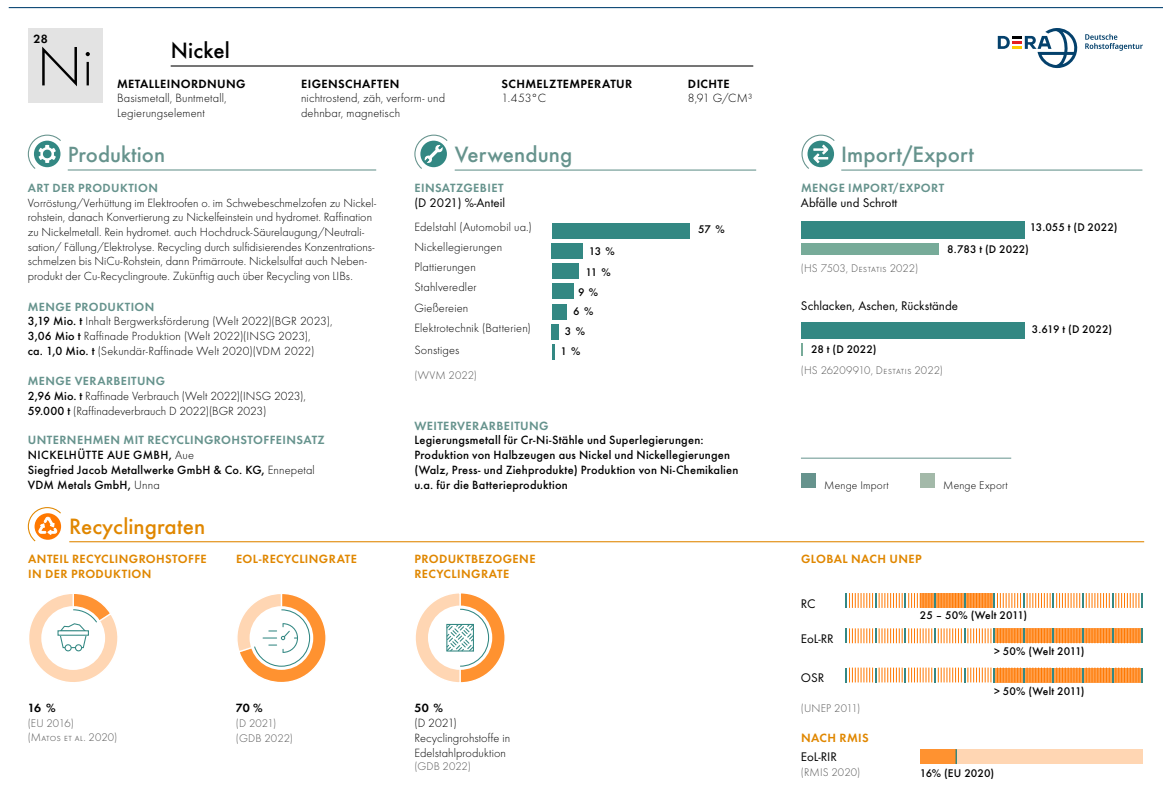 28
Ni
Nickel
DERA Deutsche
Rohstoffagentur
METALLEINORDNUNG
Basismetall, Buntmetall,
Legierungselement
EIGENSCHAFTEN
nichtrostend, zäh, verform- und
dehnbar, magnetisch
SCHMELZTEMPERATUR
1.453°C
DICHTE
8,91 G/CM³
Produktion
ART DER PRODUKTION
Vorröstung/Verhüttung im Elektroofen o. im Schwebeschmelzofen zu Nickel-
rohstein, danach Konvertierung zu Nickelfeinstein und hydromet. Raffination
zu Nickelmetall. Rein hydromet. auch Hochdruck-Säurelaugung/Neutrali-
sation/ Fällung/Elektrolyse. Recycling durch sulfidisierendes Konzentrations-
schmelzen bis NiCu-Rohstein, dann Primärroute. Nickelsulfat auch Neben-
produkt der Cu-Recyclingroute. Zukünftig auch über Recycling von LIBs.
MENGE PRODUKTION
3,19 Mio. t Inhalt Bergwerksförderung (Welt 2022)(BGR 2023),
3,06 Mio t Raffinade Produktion (Welt 2022)(INSG 2023),
ca. 1,0 Mio. t (Sekundär-Raffinade Welt 2020)(VDM 2022)
MENGE VERARBEITUNG
2,96 Mio. t Raffinade Verbrauch (Welt 2022)(INSG 2023),
59.000 t (Raffinadeverbrauch D 2022)(BGR 2023)
UNTERNEHMEN MIT RECYCLINGROHSTOFFEINSATZ
NICKELHÜTTE AUE GMBH, Aue
Siegfried Jacob Metallwerke GmbH & Co. KG, Ennepetal
VDM Metals GmbH, Unna
Verwendung
EINSATZGEBIET
(D 2021) %-Anteil
Edelstahl (Automobil ua.) 57 %
Nickellegierungen 13 %
Plattierungen 11 %
Stahlveredler 9 %
Gießereien 6 %
Elektrotechnik (Batterien) 3 %
Sonstiges 1 %
(WVM 2022)
WEITERVERARBEITUNG
Legierungsmetall für Cr-Ni-Stähle und Superlegierungen:
Produktion von Halbzeugen aus Nickel und Nickellegierungen
(Walz, Press- und Ziehprodukte) Produktion von Ni-Chemikalien
u.a. für die Batterieproduktion
Import/Export
MENGE IMPORT/EXPORT
Abfälle und Schrott
13.055 t (D 2022)
8.783 t (D 2022)
(HS 7503, Destatis 2022)
Schlacken, Aschen, Rückstände
3.619 t (D 2022)
28 t (D 2022)
(HS 26209910, Destatis 2022)
Menge Import
Menge Export
Recyclingraten
ANTEIL RECYCLINGROHSTOFFE
IN DER PRODUKTION
16 %
(EU 2016)
(Matos et al. 2020)
EOL-RECYCLINGRATE
70 %
(D 2021)
(GDB 2022)
PRODUKTBEZOGENE
RECYCLINGRATE
50 %
(D 2021)
Recyclingrohstoffe in
Edelstahlproduktion
(GDB 2022)
GLOBAL NACH UNEP
RC
25 – 50% (Welt 2011)
EoL-RR
> 50% (Welt 2011)
OSR
> 50% (Welt 2011)
(UNEP 2011)
NACH RMIS
EoL-RIR
(RMIS 2020)
16% (EU 2020)